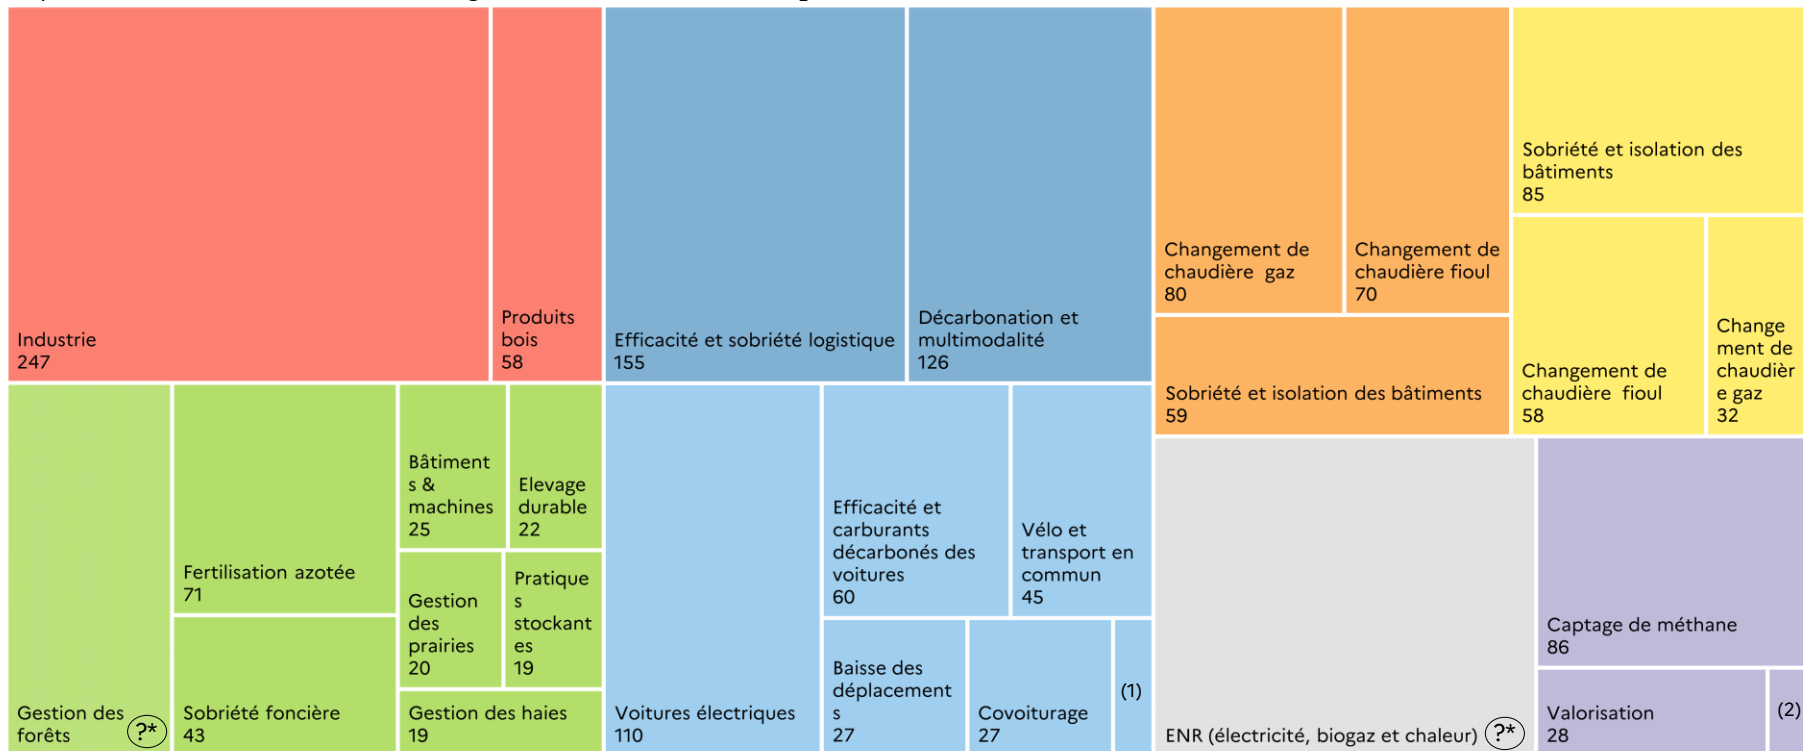 Industrie
247
Produits
bois
58
Efficacité et sobriété logistique
155
Décarbonation et
multimodalité
126
Changement de
chaudière gaz
80
Changement de
chaudière fioul
70
Sobriété et isolation des bâtiments
59
Sobriété et isolation des
bâtiments
85
Changement de
chaudière fioul
58
Change
ment de
chaudièr
e gaz
32
Gestion des
forêts ?*
Fertilisation azotée
71
Sobriété foncière
43
Bâtiment
s &
machines
25
Elevage
durable
22
Gestion
des
prairies
20
Pratique
s
stockant
es
19
Gestion des haies
19
Voitures électriques
110
Efficacité et
carburants
décarbonés des
voitures
60
Vélo et
transport en
commun
45
Baisse des
déplacement
s
27
Covoiturage
27
(1)
ENR (électricité, biogaz et chaleur) ?*
Captage de méthane
86
Valorisation
28
(2)